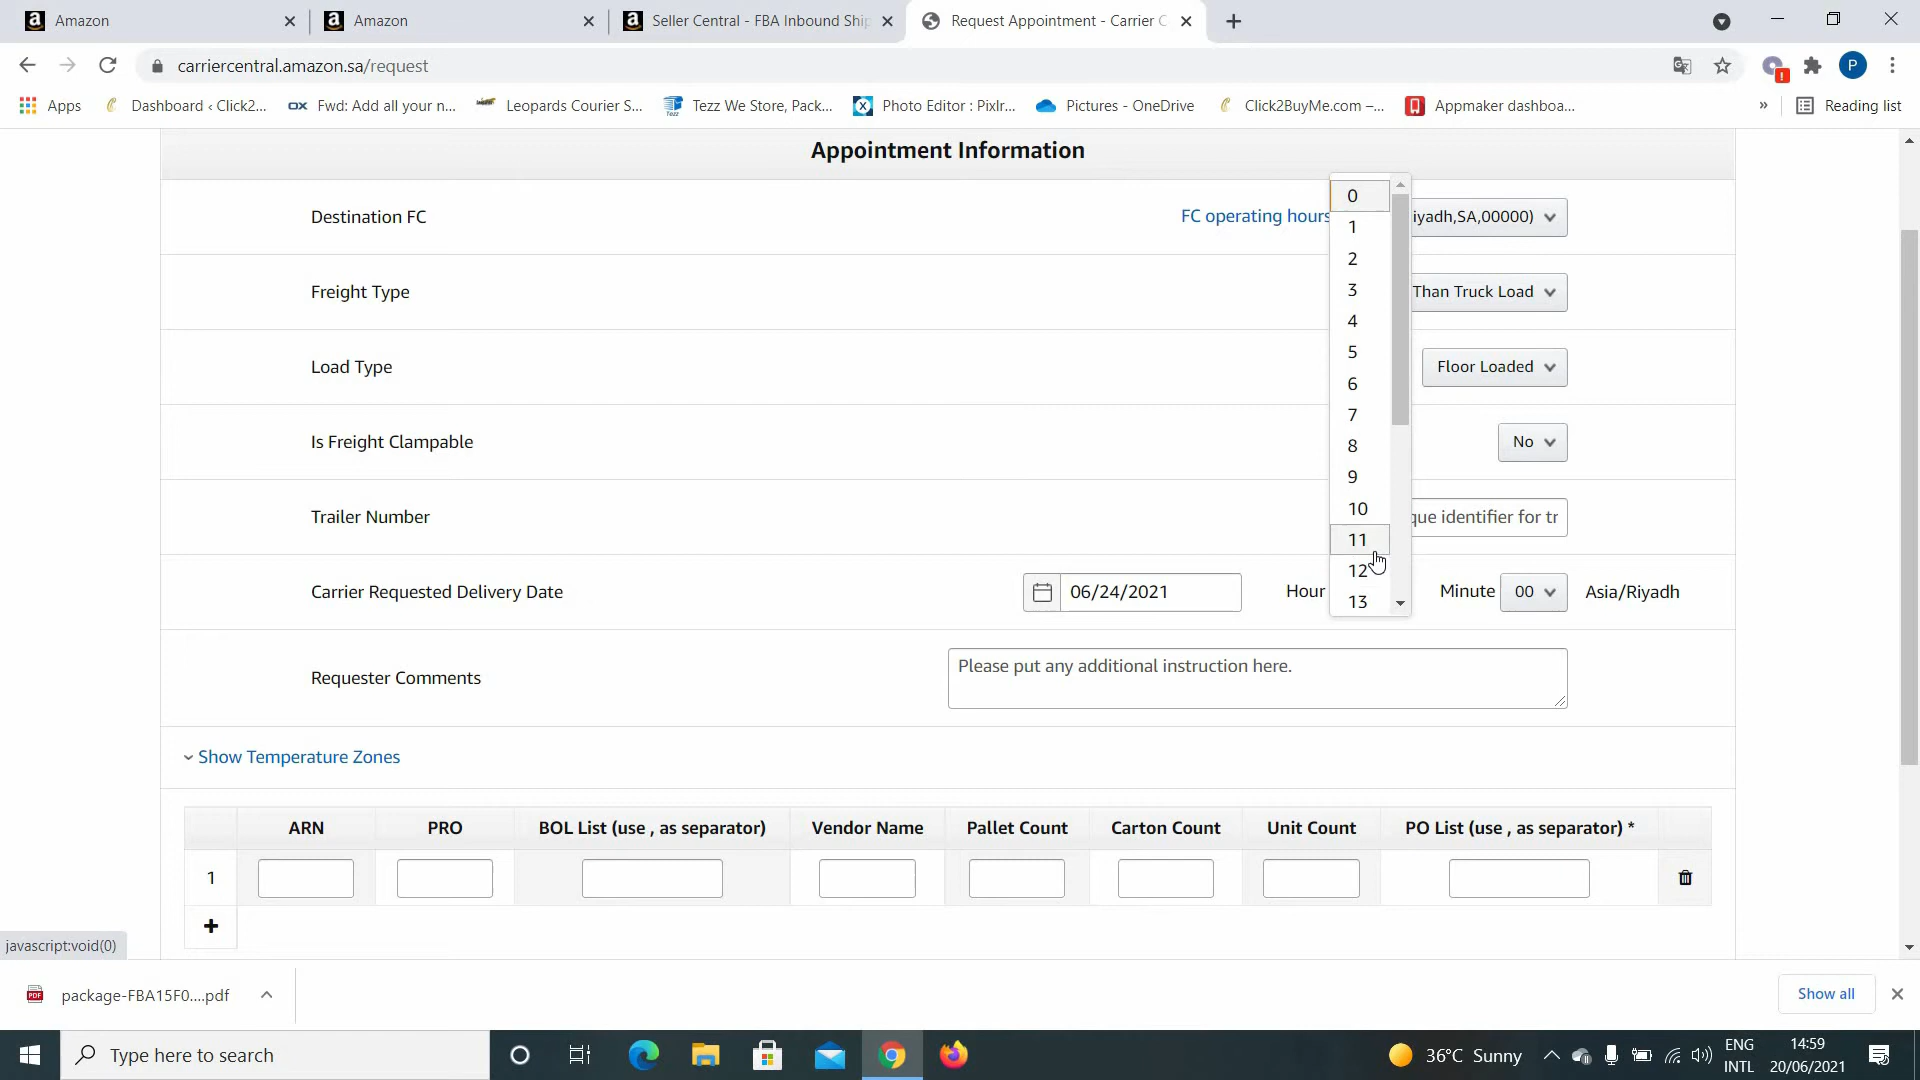 Amazon
Amazon
Seller Central - FBA Inbound Ship
Request Appointment - Carrier C
carriercentral.amazon.sa/request
P
Apps
Dashboard ‹ Click2...
OX Fwd: Add all your n...
Leopards Courier S...
Tezz We Store, Pack...
Photo Editor : Pixlr...
Pictures - OneDrive
Click2BuyMe.com –...
Appmaker dashboa...
»
Reading list
Appointment Information
Destination FC
FC operating hours
iyadh,SA,00000)
Freight Type
Than Truck Load
Load Type
Floor Loaded
Is Freight Clampable
No
Trailer Number
que identifier for tr
Carrier Requested Delivery Date
06/24/2021
Hour
Minute
00
Asia/Riyadh
0
1
2
3
4
5
6
7
8
9
10
11
12
13
Requester Comments
Please put any additional instruction here.
Show Temperature Zones
ARN PRO BOL List (use , as separator) Vendor Name Pallet Count Carton Count Unit Count PO List (use , as separator) *
1
+
javascript:void(0)
PDF
package-FBA15F0....pdf
Show all
Type here to search
36°C Sunny
ENG
INTL
14:59
20/06/2021